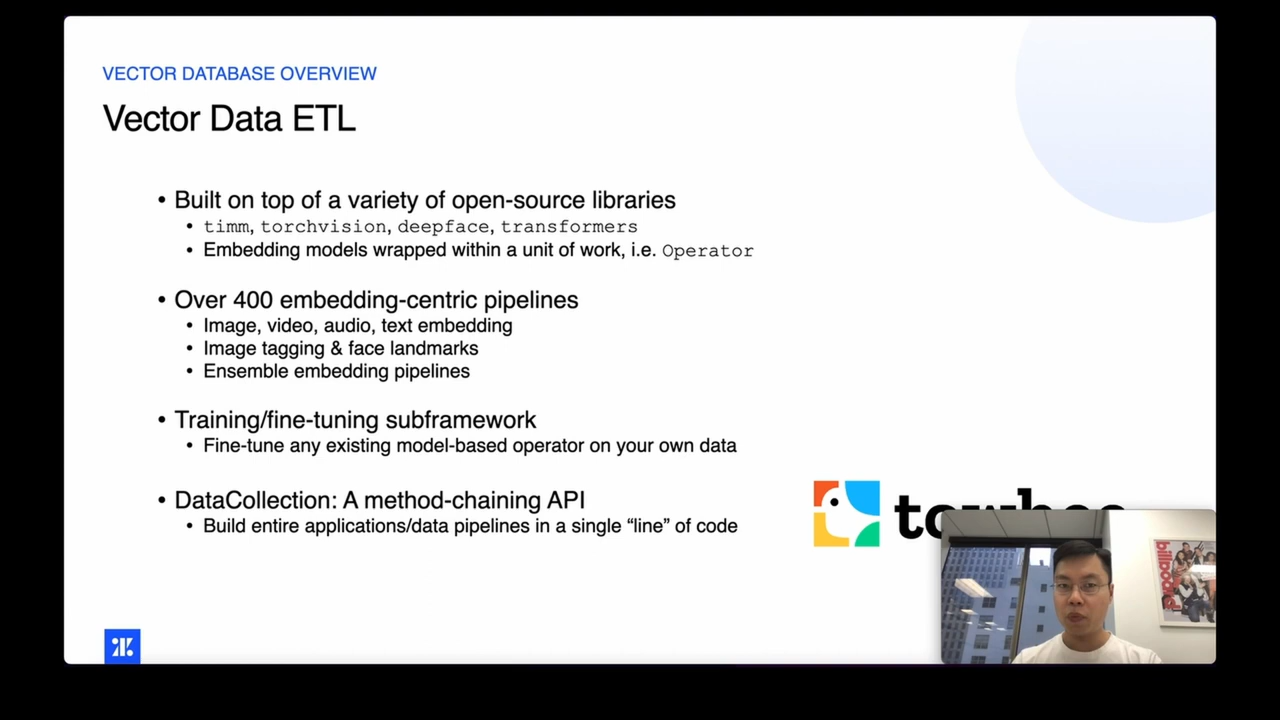 VECTOR DATABASE OVERVIEW
Vector Data ETL
• Built on top of a variety of open-source libraries
• timm, torchvision, deepface, transformers
• Embedding models wrapped within a unit of work, i.e. Operator
• Over 400 embedding-centric pipelines
• Image, video, audio, text embedding
• Image tagging & face landmarks
• Ensemble embedding pipelines
• Training/fine-tuning subframework
• Fine-tune any existing model-based operator on your own data
• DataCollection: A method-chaining API
• Build entire applications/data pipelines in a single “line” of code
towhee
billboard